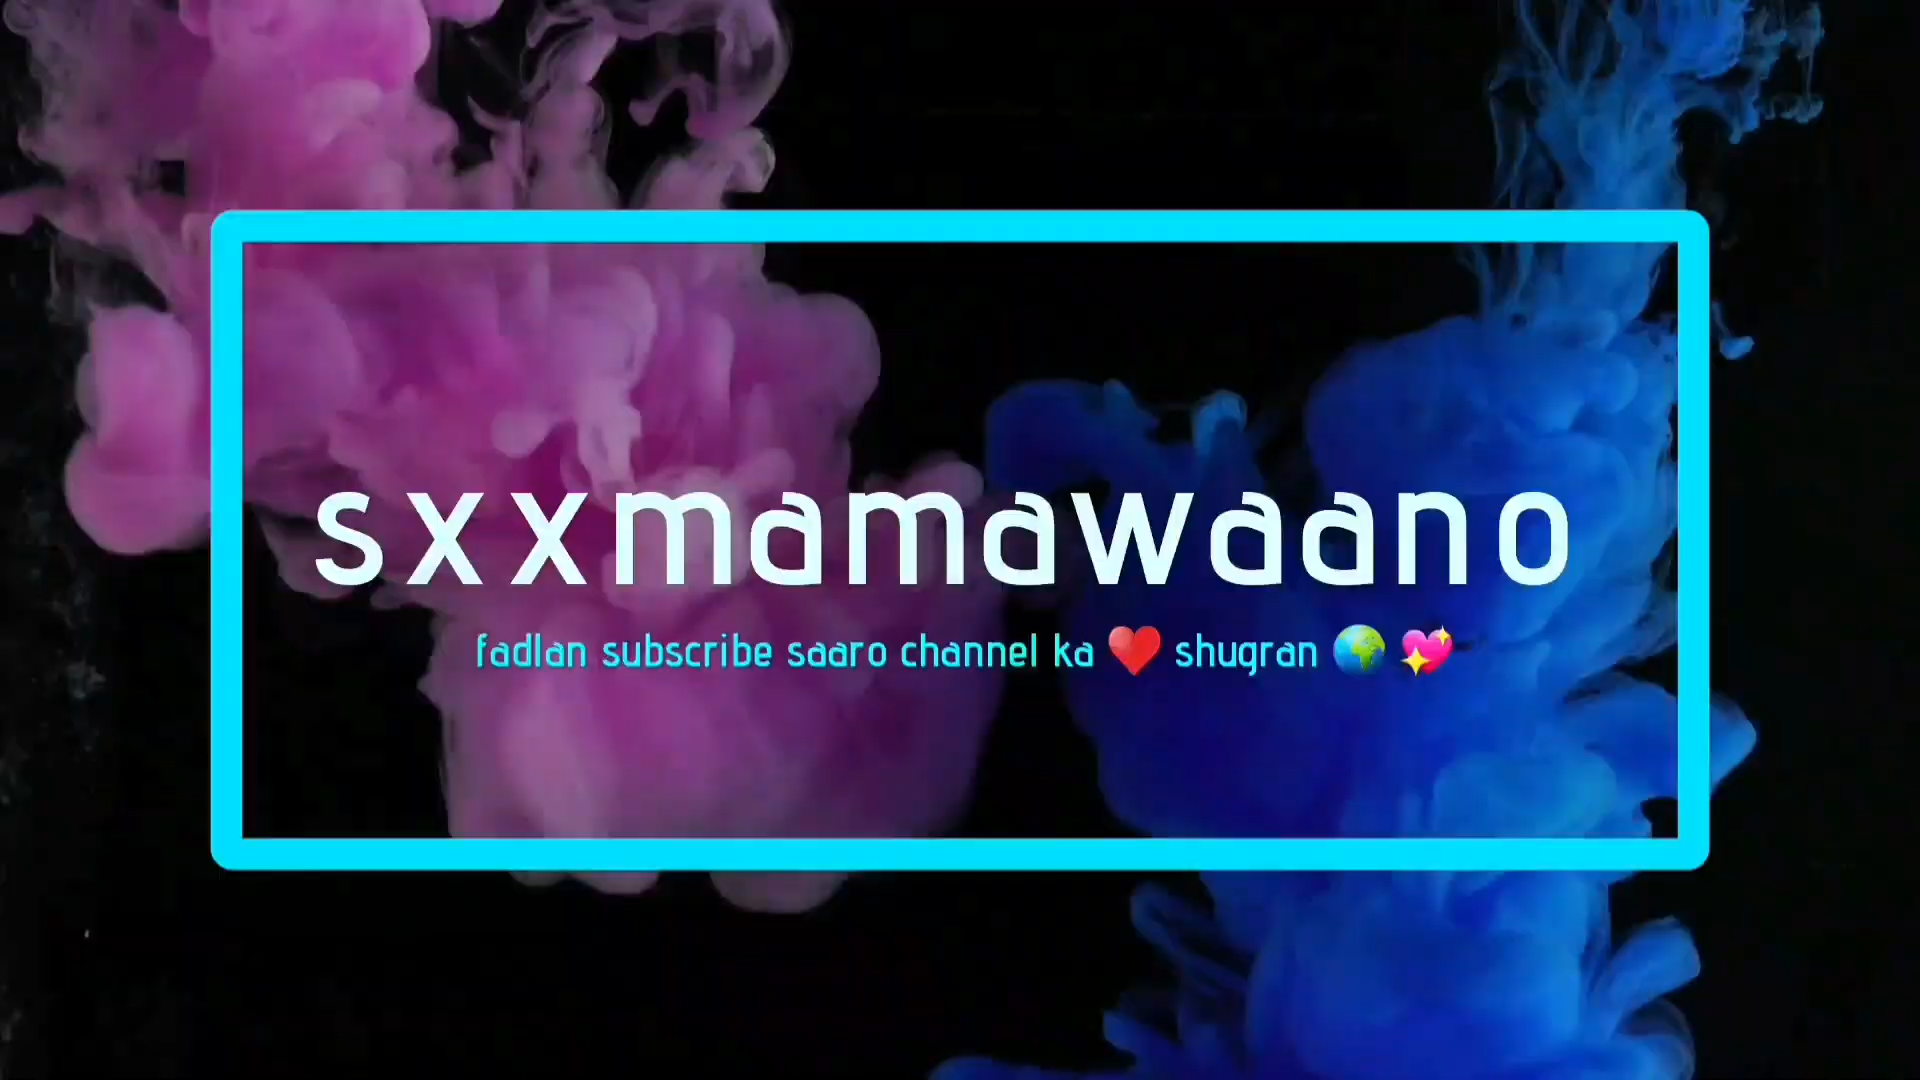 sxxmamawaano
fadlan subscribe saaro channel ka ❤️ shugran 🌍 💖